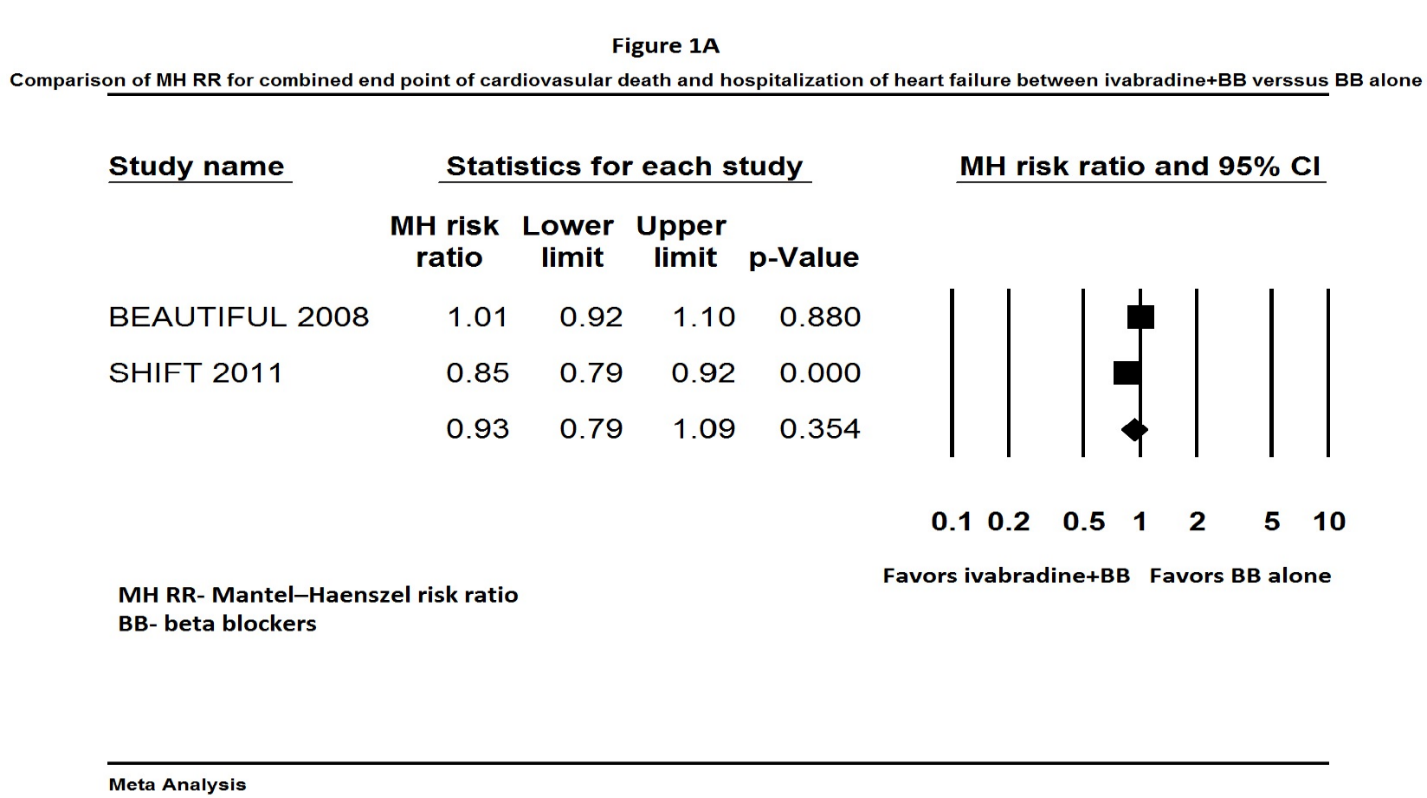 Figure 1A
Comparison of MH RR for combined end point of cardiovasular death and hospitalization of heart failure between ivabradine+BB verssus BB alone
Study name Statistics for each study MH risk ratio and 95% CI
MH risk Lower Upper
ratio limit limit p-Value
BEAUTIFUL 2008 1.01 0.92 1.10 0.880
SHIFT 2011 0.85 0.79 0.92 0.000
0.93 0.79 1.09 0.354
0.1 0.2 0.5 1 2 5 10
Favors ivabradine+BB Favors BB alone
MH RR- Mantel–Haenszel risk ratio
BB- beta blockers
Meta Analysis